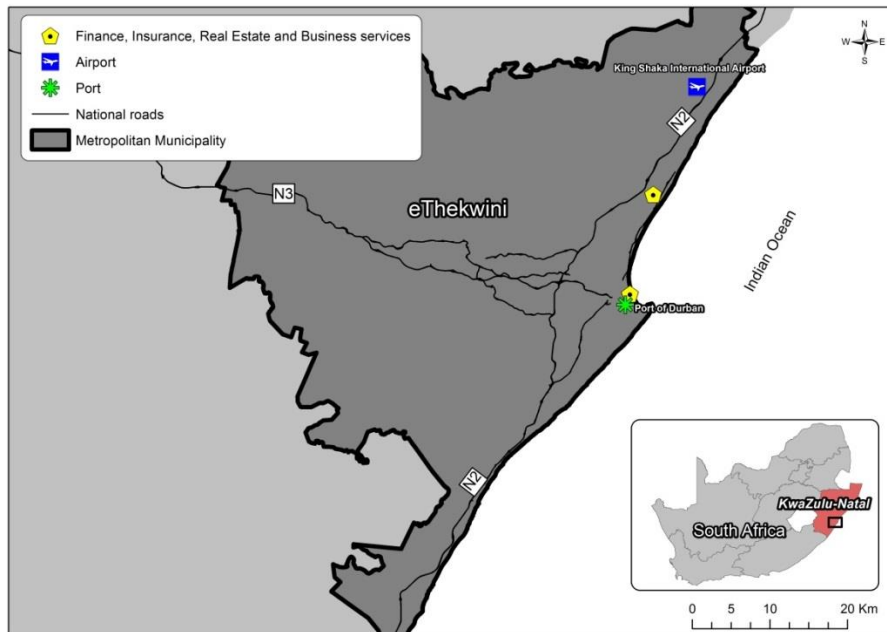 Finance, Insurance, Real Estate and Business services
Airport
Port
National roads
Metropolitan Municipality
N
W E
S
King Shaka International Airport
N2
N3
eThekwini
Indian Ocean
Port of Durban
N2
KwaZulu-Natal
South Africa
0 5 10 20 Km